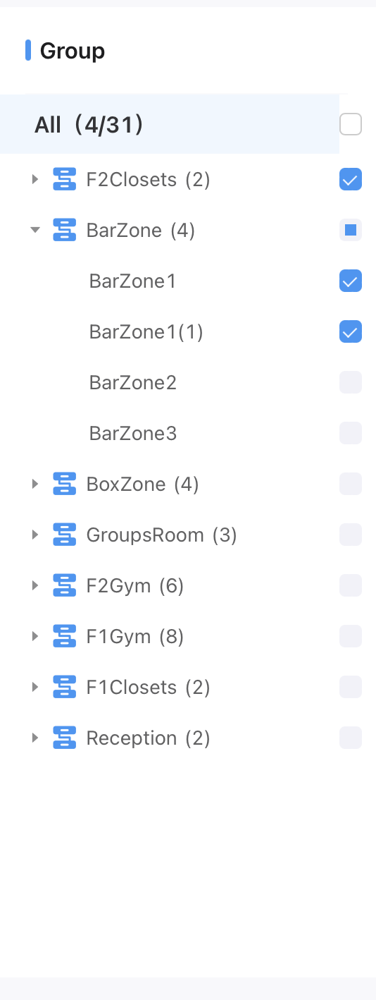 Group
All (4/31)
F2Closets (2)
BarZone (4)
BarZone1
BarZone1(1)
BarZone2
BarZone3
BoxZone (4)
GroupsRoom (3)
F2Gym (6)
F1Gym (8)
F1Closets (2)
Reception (2)